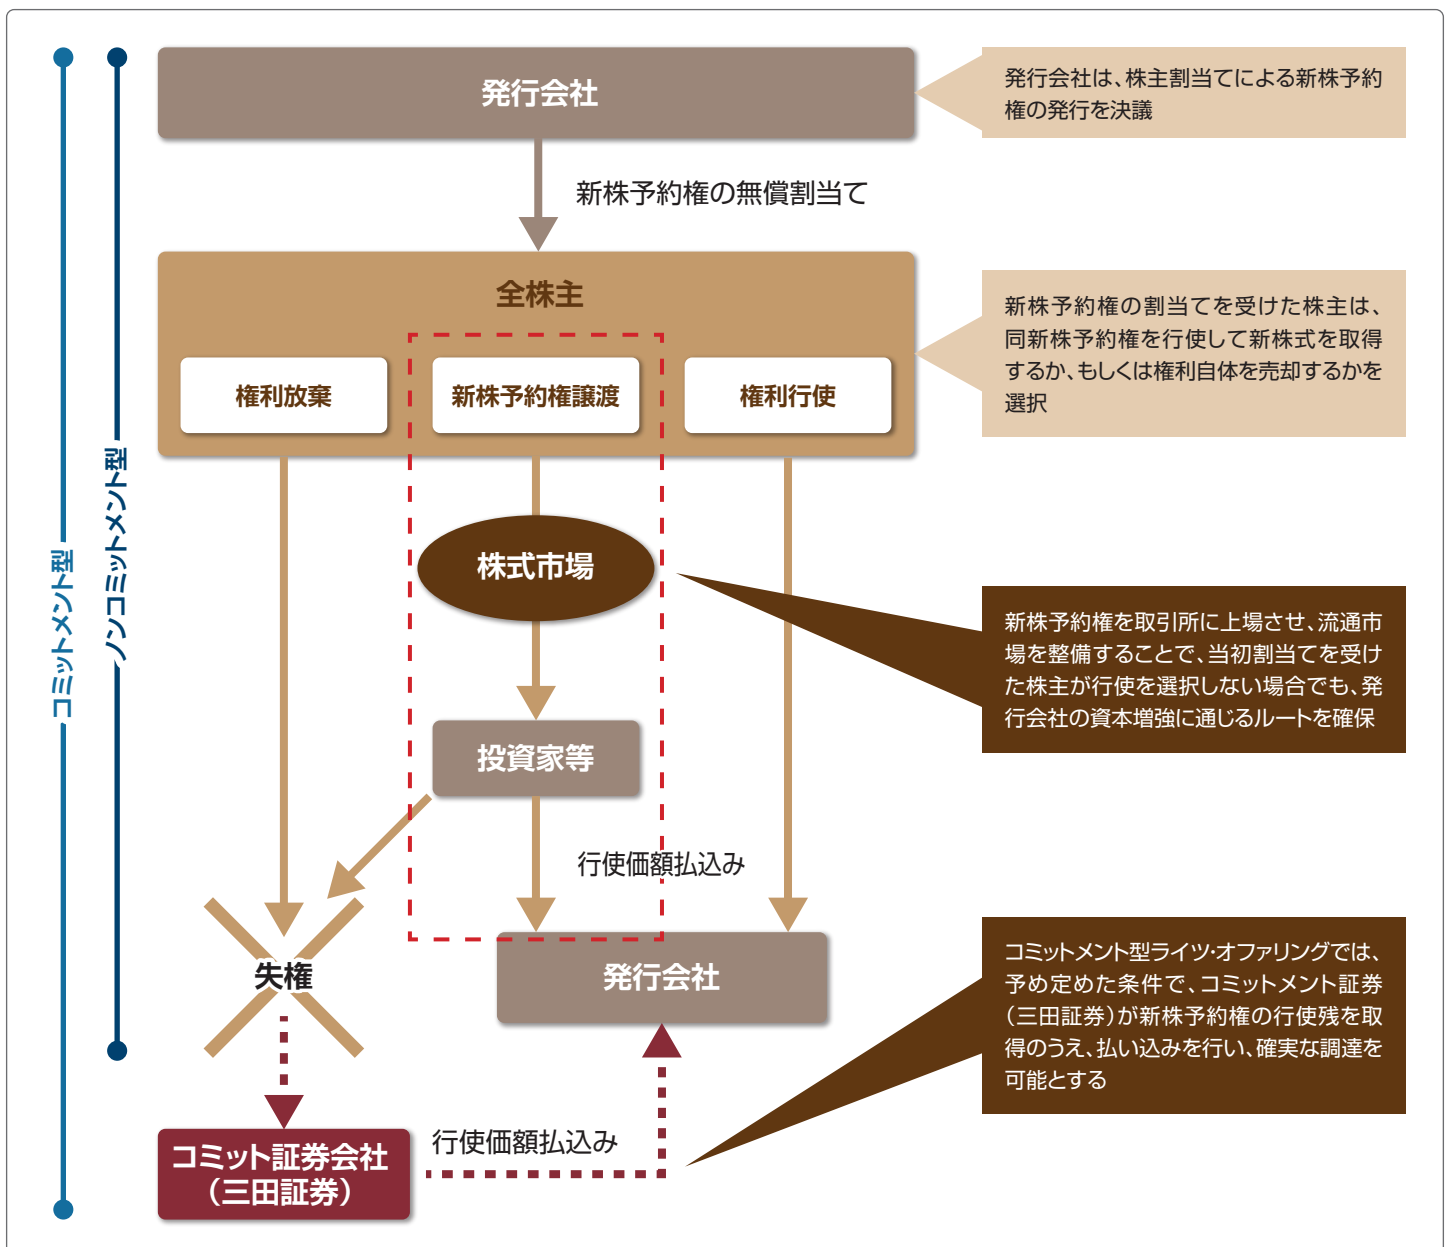 発行会社
発行会社は、株主割当てによる新株予約
権の発行を決議
新株予約権の無償割当て
全株主
権利放棄
新株予約権譲渡
権利行使
新株予約権の割当てを受けた株主は、
同新株予約権を行使して新株式を取得
するか、もしくは権利自体を売却するかを
選択
コミットメント型
ノンコミットメント型
株式市場
新株予約権を取引所に上場させ、流通市
場を整備することで、当初割当てを受け
た株主が行使を選択しない場合でも、発
行会社の資本増強に通じるルートを確保
投資家等
行使価額払込み
失権
発行会社
コミットメント型ライツ・オファリングでは、
予め定めた条件で、コミットメント証券
（三田証券）が新株予約権の行使残を取
得のうえ、払い込みを行い、確実な調達を
可能とする
行使価額払込み
コミット証券会社
（三田証券）